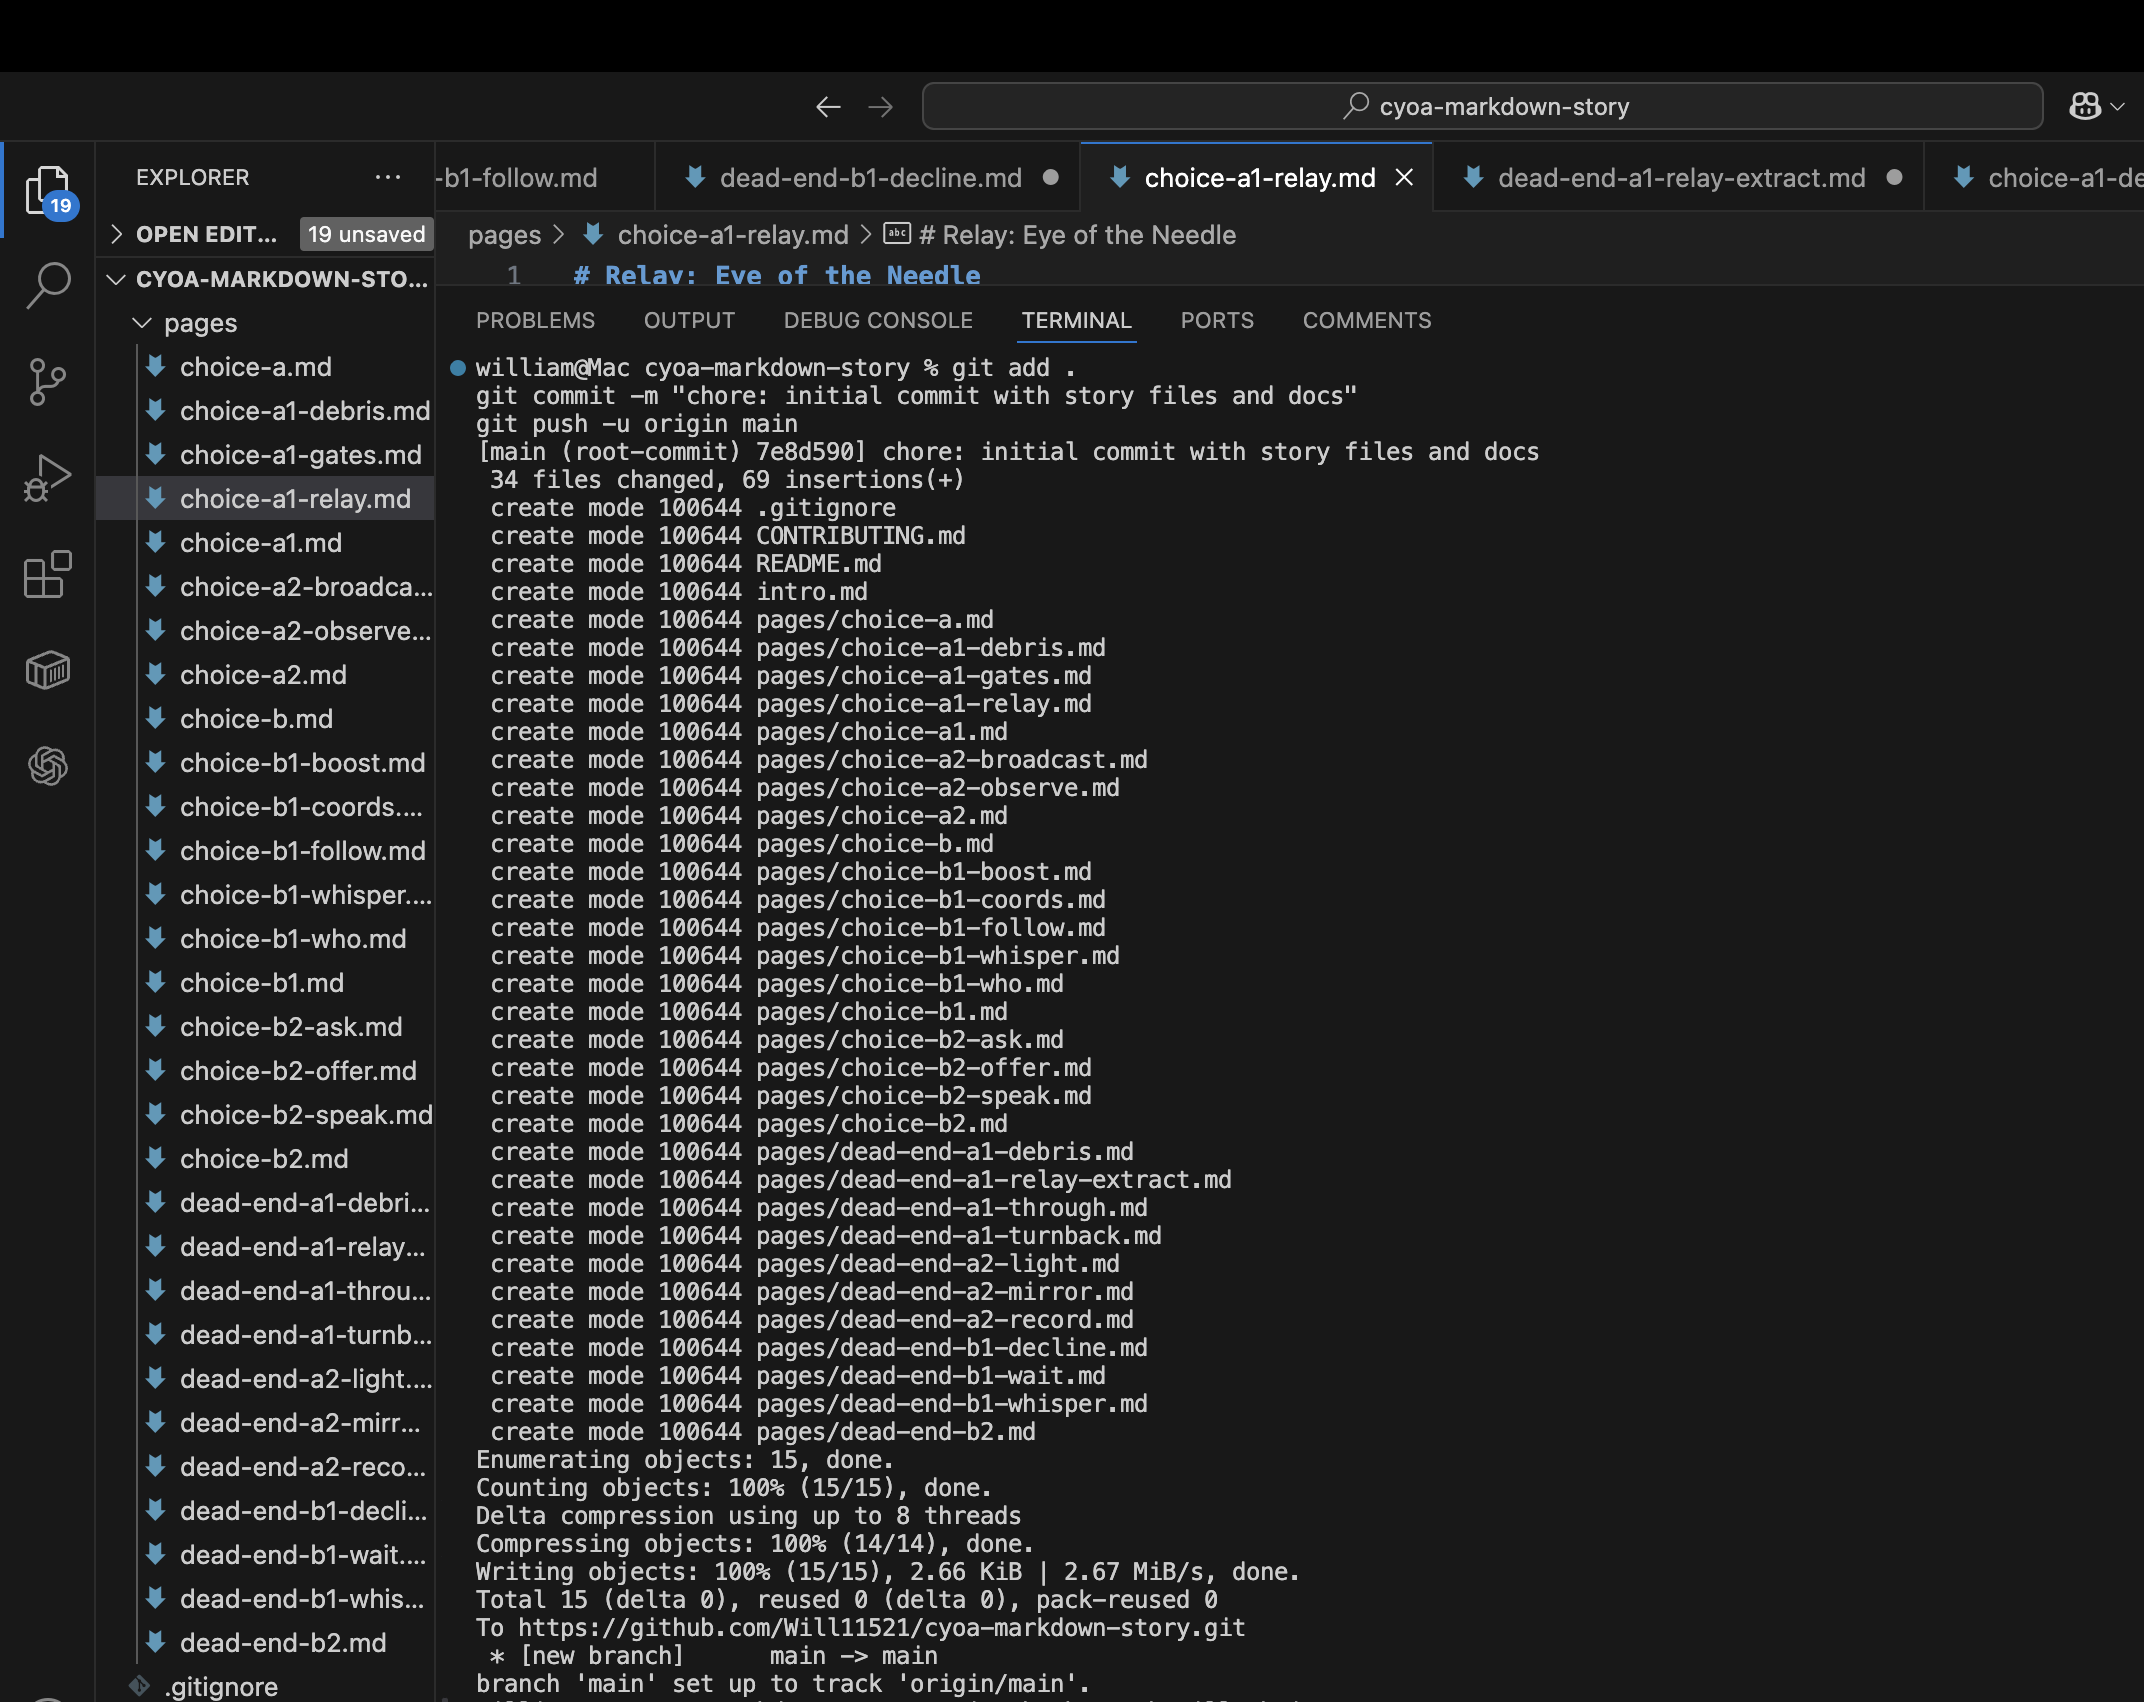 cyoa-markdown-story
EXPLORER
-b1-follow.md
dead-end-b1-decline.md
choice-a1-relay.md
dead-end-a1-relay-extract.md
choice-a1-de
19
OPEN EDIT...
19 unsaved
pages > choice-a1-relay.md > abc # Relay: Eye of the Needle
1 # Relay: Eye of the Needle
CYOA-MARKDOWN-STO...
pages
choice-a.md
choice-a1-debris.md
choice-a1-gates.md
choice-a1-relay.md
choice-a1.md
choice-a2-broadca...
choice-a2-observe...
choice-a2.md
choice-b.md
choice-b1-boost.md
choice-b1-coords....
choice-b1-follow.md
choice-b1-whisper....
choice-b1-who.md
choice-b1.md
choice-b2-ask.md
choice-b2-offer.md
choice-b2-speak.md
choice-b2.md
dead-end-a1-debri...
dead-end-a1-relay...
dead-end-a1-throu...
dead-end-a1-turnb...
dead-end-a2-light....
dead-end-a2-mirr...
dead-end-a2-reco...
dead-end-b1-decli...
dead-end-b1-wait....
dead-end-b1-whis...
dead-end-b2.md
.gitignore
PROBLEMS OUTPUT DEBUG CONSOLE TERMINAL PORTS COMMENTS
william@Mac cyoa-markdown-story % git add .
git commit -m "chore: initial commit with story files and docs"
git push -u origin main
[main (root-commit) 7e8d590] chore: initial commit with story files and docs
34 files changed, 69 insertions(+)
create mode 100644 .gitignore
create mode 100644 CONTRIBUTING.md
create mode 100644 README.md
create mode 100644 intro.md
create mode 100644 pages/choice-a.md
create mode 100644 pages/choice-a1-debris.md
create mode 100644 pages/choice-a1-gates.md
create mode 100644 pages/choice-a1-relay.md
create mode 100644 pages/choice-a1.md
create mode 100644 pages/choice-a2-broadcast.md
create mode 100644 pages/choice-a2-observe.md
create mode 100644 pages/choice-a2.md
create mode 100644 pages/choice-b.md
create mode 100644 pages/choice-b1-boost.md
create mode 100644 pages/choice-b1-coords.md
create mode 100644 pages/choice-b1-follow.md
create mode 100644 pages/choice-b1-whisper.md
create mode 100644 pages/choice-b1-who.md
create mode 100644 pages/choice-b1.md
create mode 100644 pages/choice-b2-ask.md
create mode 100644 pages/choice-b2-offer.md
create mode 100644 pages/choice-b2-speak.md
create mode 100644 pages/choice-b2.md
create mode 100644 pages/dead-end-a1-debris.md
create mode 100644 pages/dead-end-a1-relay-extract.md
create mode 100644 pages/dead-end-a1-through.md
create mode 100644 pages/dead-end-a1-turnback.md
create mode 100644 pages/dead-end-a2-light.md
create mode 100644 pages/dead-end-a2-mirror.md
create mode 100644 pages/dead-end-a2-record.md
create mode 100644 pages/dead-end-b1-decline.md
create mode 100644 pages/dead-end-b1-wait.md
create mode 100644 pages/dead-end-b1-whisper.md
create mode 100644 pages/dead-end-b2.md
Enumerating objects: 15, done.
Counting objects: 100% (15/15), done.
Delta compression using up to 8 threads
Compressing objects: 100% (14/14), done.
Writing objects: 100% (15/15), 2.66 KiB | 2.67 MiB/s, done.
Total 15 (delta 0), reused 0 (delta 0), pack-reused 0
To https://github.com/Will11521/cyoa-markdown-story.git
* [new branch] main -> main
branch 'main' set up to track 'origin/main'.